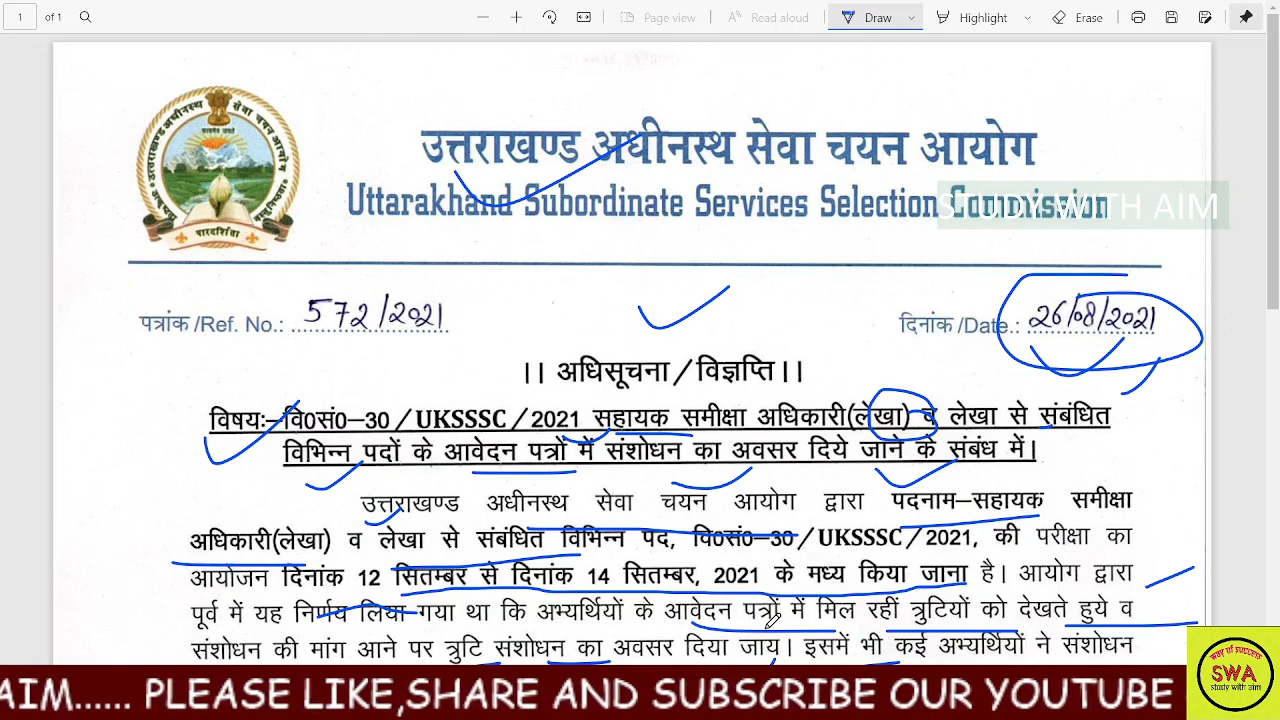 1 of 1 Page view Read aloud Draw Highlight Erase
उत्तराखण्ड अधीनस्थ सेवा चयन आयोग
Uttarakhand Subordinate Services Selection Commission
STUDY WITH AIM
पारदर्शिता
पत्रांक /Ref. No.: 572/2021
दिनांक /Date.: 26/08/2021
।। अधिसूचना/विज्ञप्ति।।
विषयः–वि0सं0–30/UKSSSC/2021 सहायक समीक्षा अधिकारी(लेखा) व लेखा से संबंधित
विभिन्न पदों के आवेदन पत्रों में संशोधन का अवसर दिये जाने के संबंध में।
उत्तराखण्ड अधीनस्थ सेवा चयन आयोग द्वारा पदनाम–सहायक समीक्षा
अधिकारी(लेखा) व लेखा से संबंधित विभिन्न पद, वि0सं0–30/UKSSSC/2021, की परीक्षा का
आयोजन दिनांक 12 सितम्बर से दिनांक 14 सितम्बर, 2021 के मध्य किया जाना है। आयोग द्वारा
पूर्व में यह निर्णय लिया गया था कि अभ्यर्थियों के आवेदन पत्रों में मिल रहीं त्रुटियों को देखते हुये व
संशोधन की मांग आने पर त्रुटि संशोधन का अवसर दिया जाय। इसमें भी कई अभ्यर्थियों ने संशोधन
AIM...... PLEASE LIKE,SHARE AND SUBSCRIBE OUR YOUTUBE
way of success
SWA
study with aim